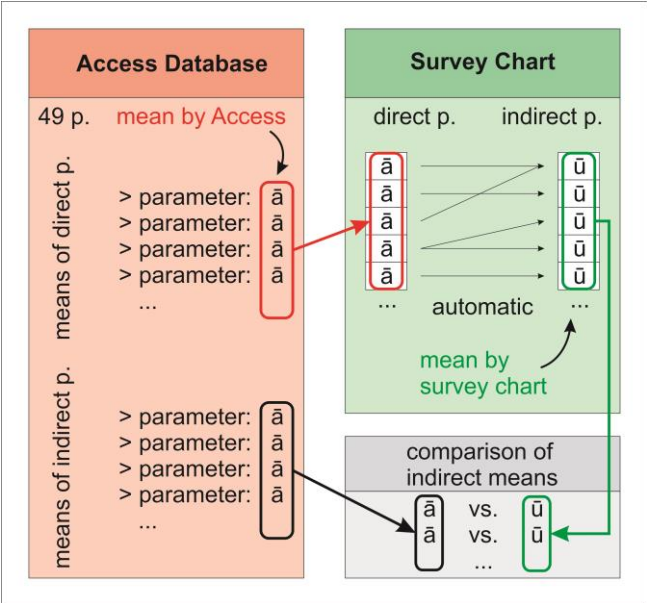 Access Database
49 p. mean by Access
means of direct p.
> parameter: ā
> parameter: ā
> parameter: ā
> parameter: ā
...
means of indirect p.
> parameter: ā
> parameter: ā
> parameter: ā
> parameter: ā
...
Survey Chart
direct p. indirect p.
ā ū
ā ū
ā ū
ā ū
ā ū
... automatic ...
mean by
survey chart
comparison of
indirect means
ā vs. ū
ā vs. ū
...